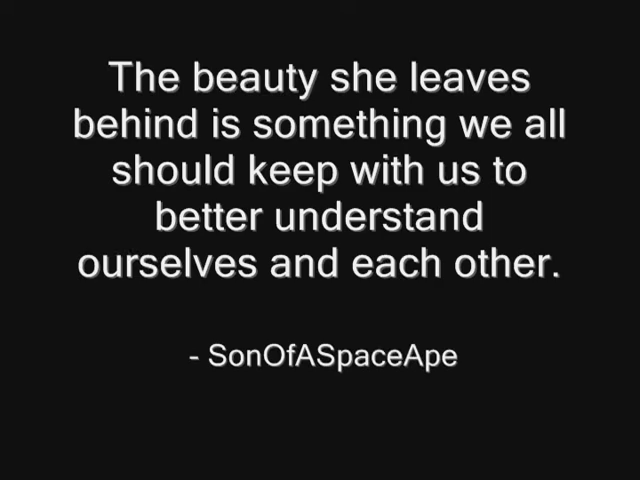 The beauty she leaves
behind is something we all
should keep with us to
better understand
ourselves and each other.
- SonOfASpaceApe